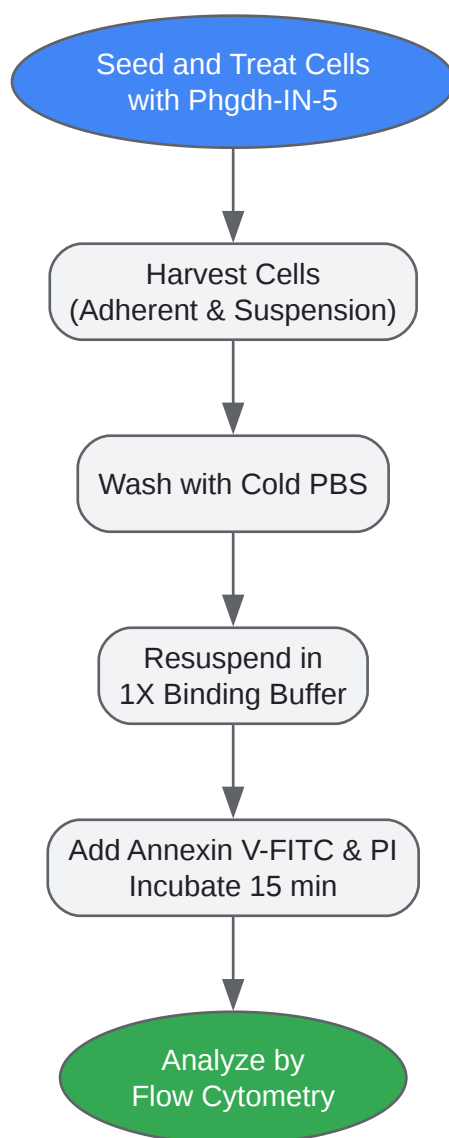 Seed and Treat Cells
with Phgdh-IN-5
Harvest Cells
(Adherent & Suspension)
Wash with Cold PBS
Resuspend in
1X Binding Buffer
Add Annexin V-FITC & PI
Incubate 15 min
Analyze by
Flow Cytometry